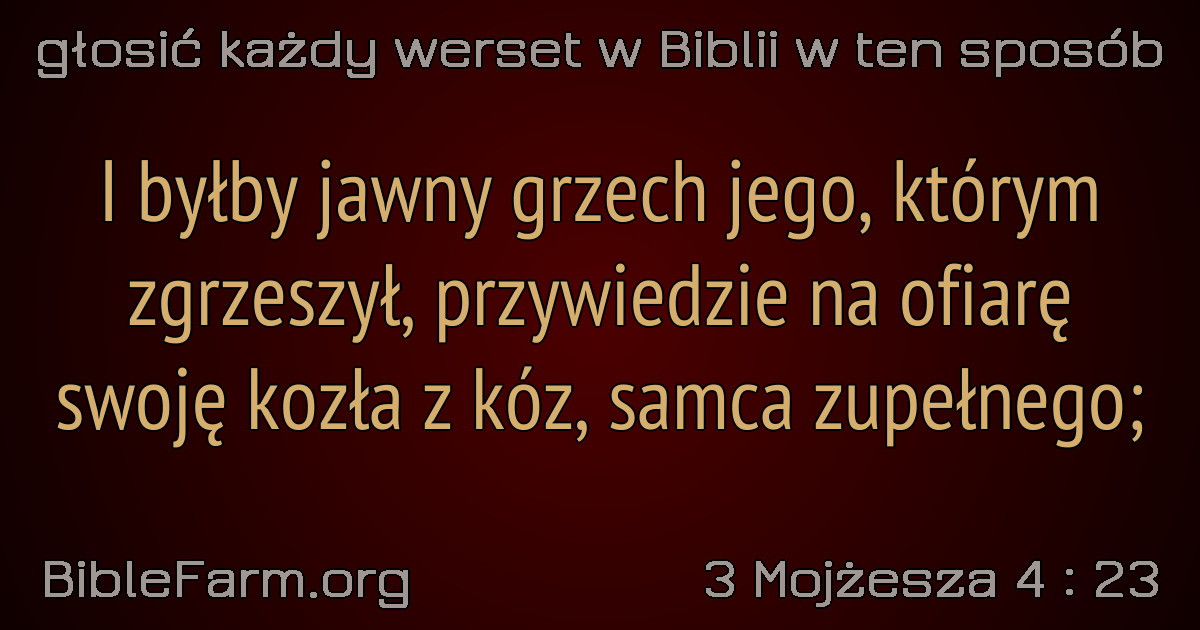 głosić każdy werset w Biblii w ten sposób
I byłby jawny grzech jego, którym
zgrzeszył, przywiedzie na ofiarę
swoję kozła z kóz, samca zupełnego;
BibleFarm.org
3 Mojżesza 4 : 23